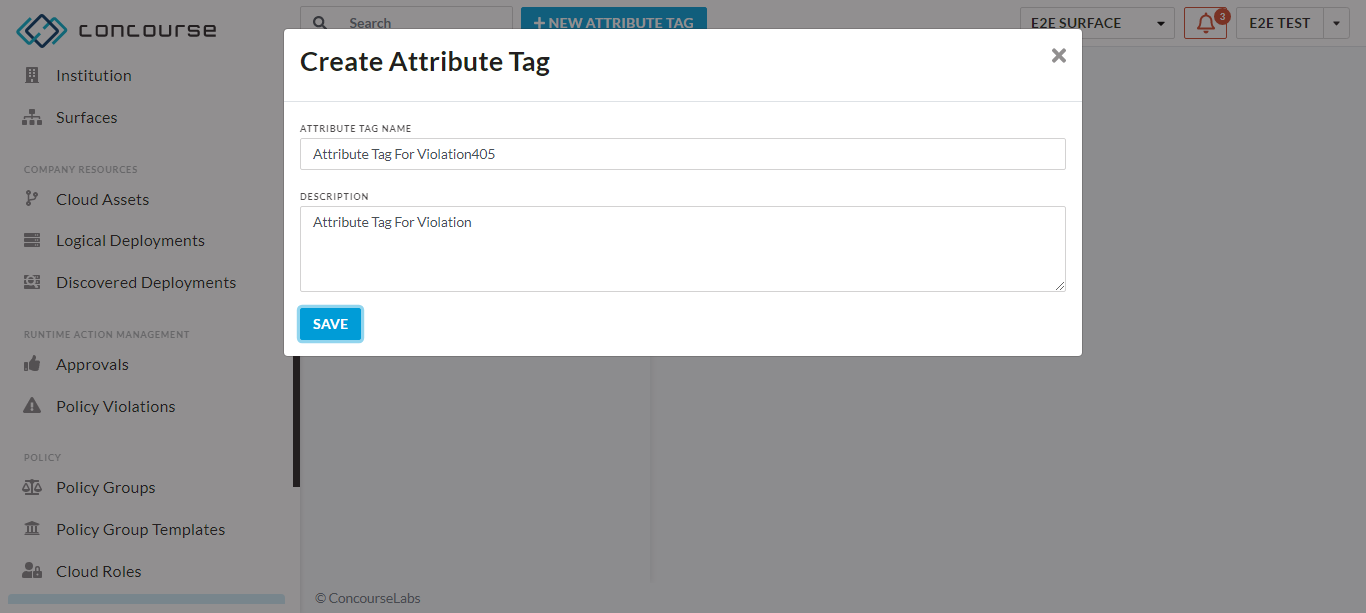 concourse
Search
+ NEW ATTRIBUTE TAG
E2E SURFACE
3
E2E TEST
Create Attribute Tag
×
ATTRIBUTE TAG NAME
Attribute Tag For Violation405
DESCRIPTION
Attribute Tag For Violation
SAVE
Institution
Surfaces
COMPANY RESOURCES
Cloud Assets
Logical Deployments
Discovered Deployments
RUNTIME ACTION MANAGEMENT
Approvals
Policy Violations
POLICY
Policy Groups
Policy Group Templates
Cloud Roles
© ConcourseLabs